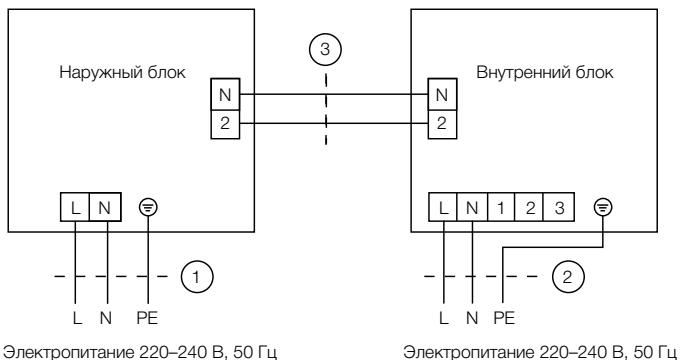 3
Наружный блок
Внутренний блок
N
N
2
2
L N
L N 1 2 3
1
2
L N PE
L N PE
Электропитание 220–240 В, 50 Гц
Электропитание 220–240 В, 50 Гц